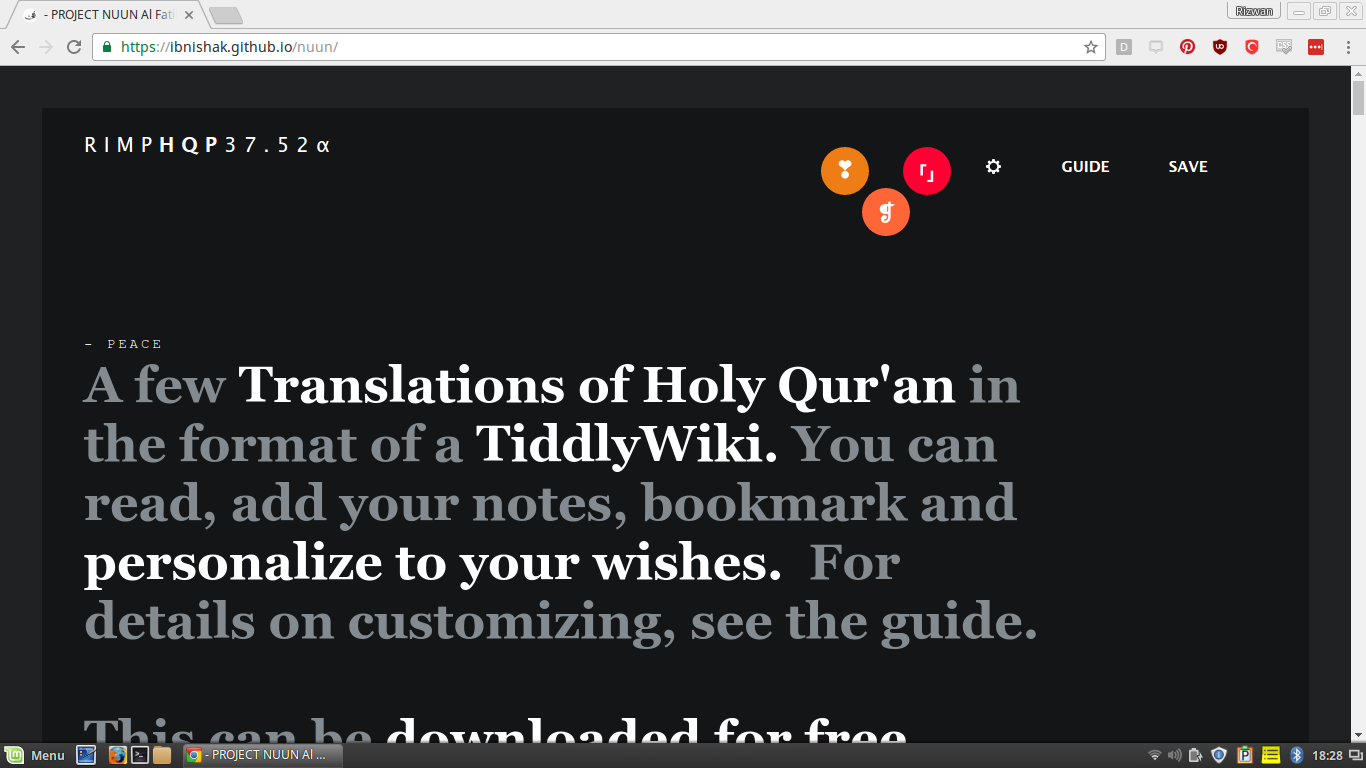 - PROJECT NUUN Al Fati
Rizwan
https://ibnishak.github.io/nuun/
RIMPHQP37.52α
GUIDE
SAVE
- PEACE
A few Translations of Holy Qur'an in
the format of a TiddlyWiki. You can
read, add your notes, bookmark and
personalize to your wishes. For
details on customizing, see the guide.
This can be downloaded for free
Menu
- PROJECT NUUN Al ...
18:28